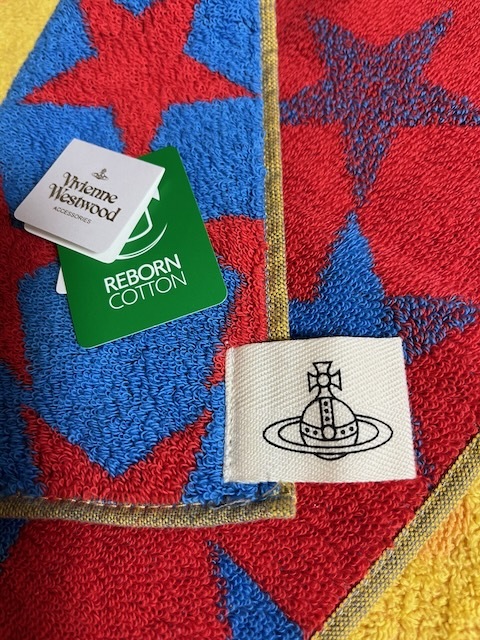 Vivienne
Westwood
ACCESSORIES
REBORN
COTTON